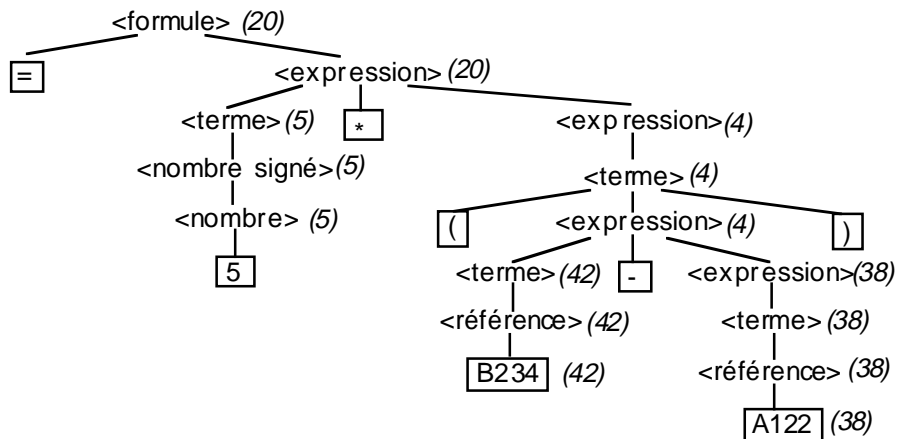 <formule> (20)
=
<expression> (20)
<terme> (5) * <expression> (4)
<nombre signé> (5) <terme> (4)
<nombre> (5) ( <expression> (4) )
5 <terme> (42) - <expression> (38)
<référence> (42) <terme> (38)
B234 (42) <référence> (38)
A122 (38)